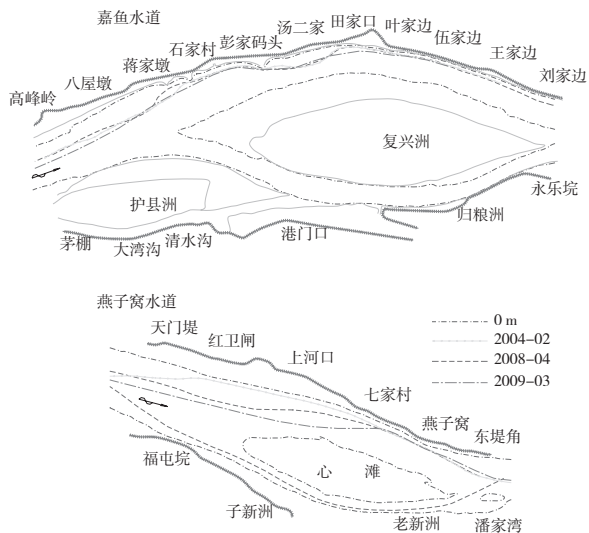 嘉鱼水道
高峰岭
八屋墩
蒋家墩
石家村
彭家码头
汤二家
田家口
叶家边
伍家边
王家边
刘家边
复兴洲
护县洲
永乐垸
归粮洲
茅棚
大湾沟
清水沟
港门口
燕子窝水道
天门堤
红卫闸
上河口
七家村
燕子窝
东堤角
0 m
2004-02
2008-04
2009-03
福屯垸
心 滩
子新洲
老新洲
潘家湾